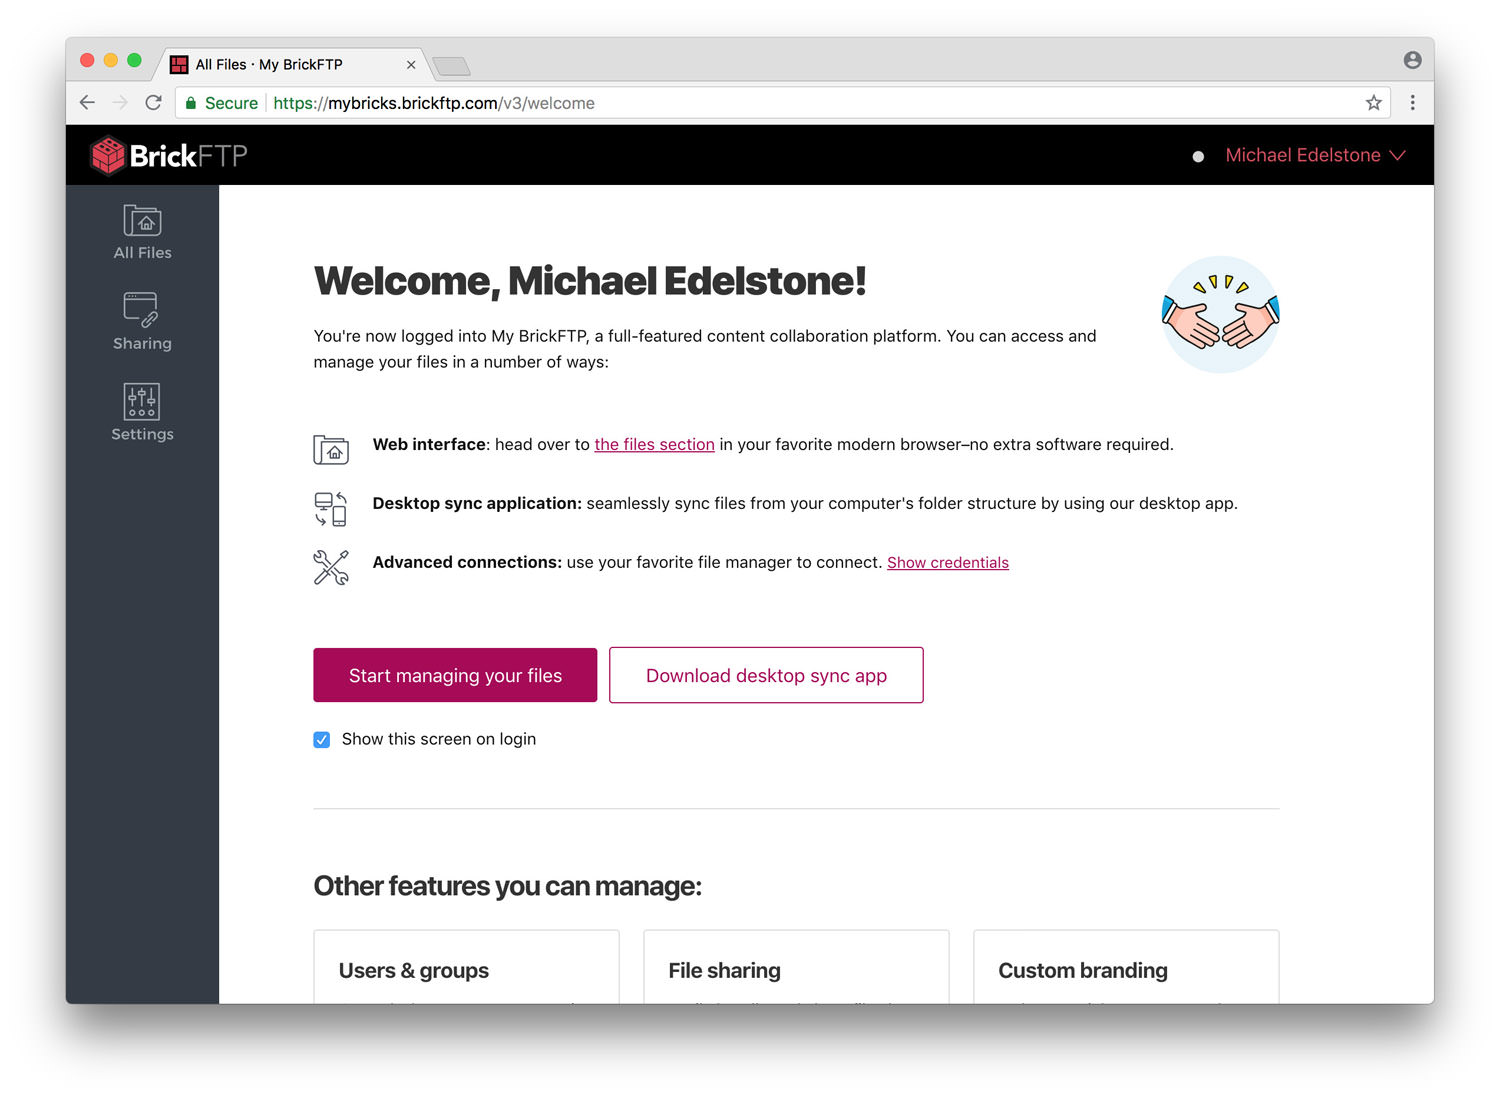 All Files · My BrickFTP
Secure
https://mybricks.brickftp.com/v3/welcome
BrickFTP
Michael Edelstone
All Files
Sharing
Settings
Welcome, Michael Edelstone!
You're now logged into My BrickFTP, a full-featured content collaboration platform. You can access and
manage your files in a number of ways:
Web interface: head over to the files section in your favorite modern browser–no extra software required.
Desktop sync application: seamlessly sync files from your computer's folder structure by using our desktop app.
Advanced connections: use your favorite file manager to connect. Show credentials
Start managing your files
Download desktop sync app
Show this screen on login
Other features you can manage:
Users & groups
File sharing
Custom branding